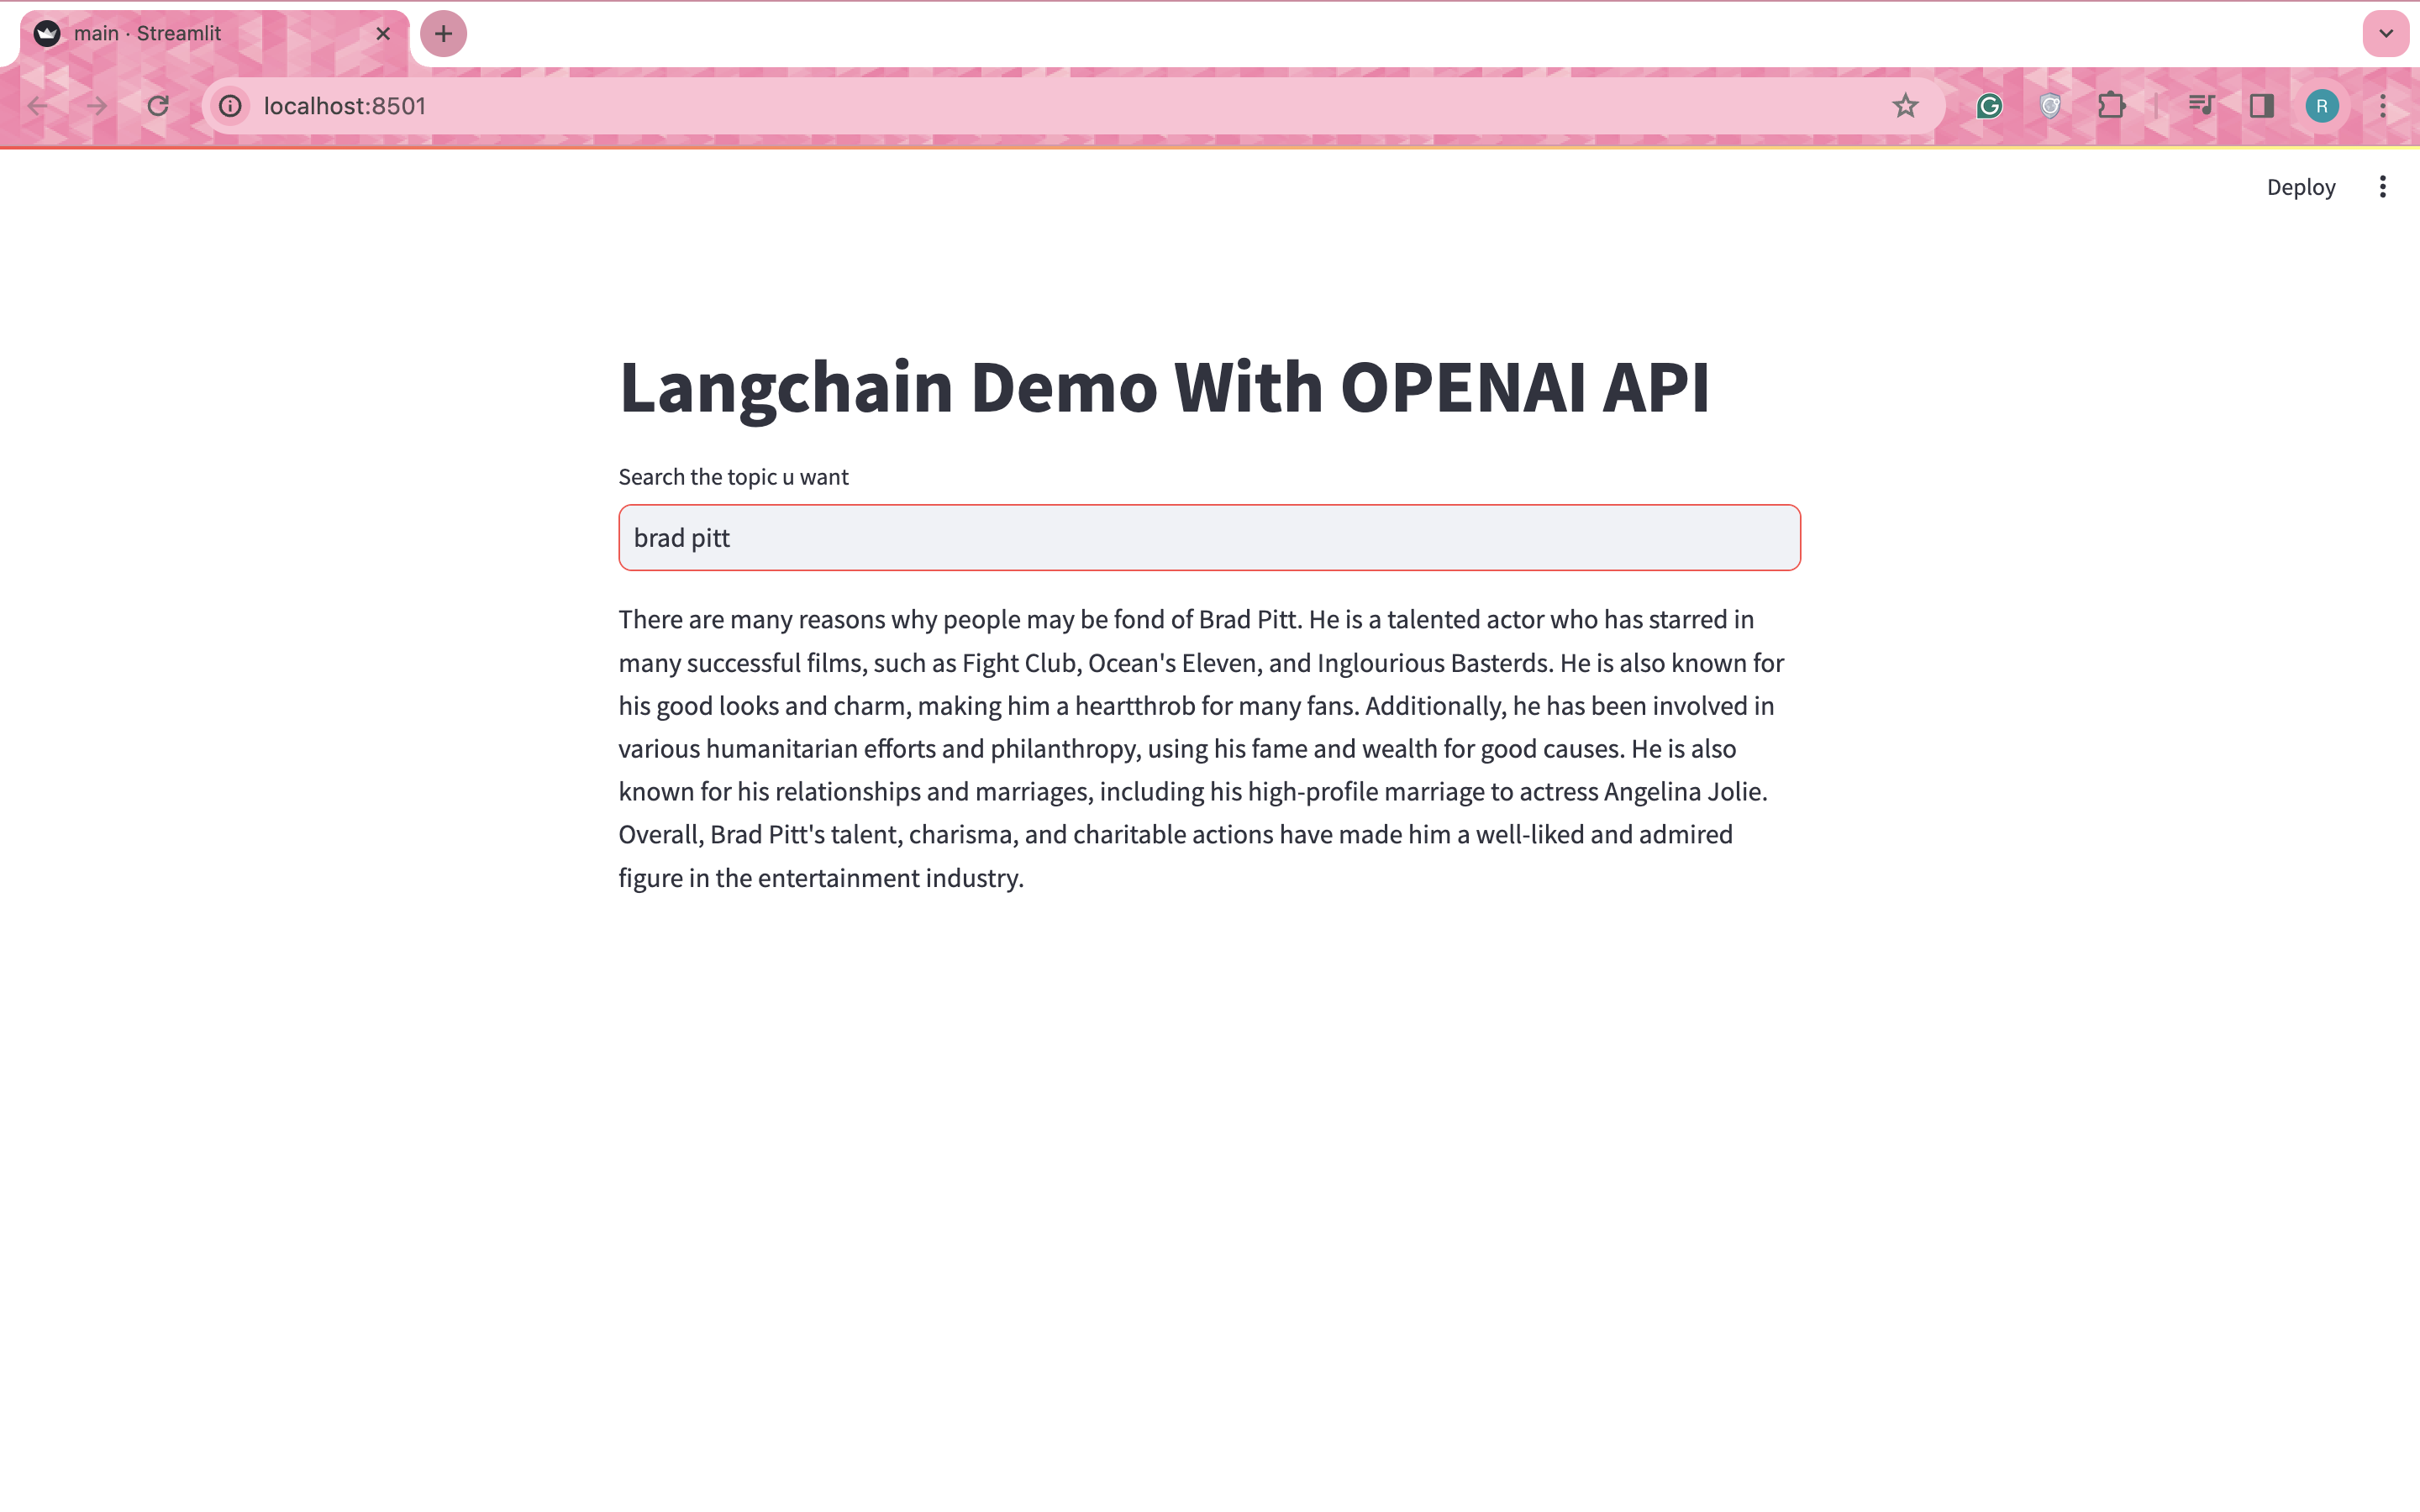 main · Streamlit
localhost:8501
R
Deploy
Langchain Demo With OPENAI API
Search the topic u want
brad pitt
There are many reasons why people may be fond of Brad Pitt. He is a talented actor who has starred in
many successful films, such as Fight Club, Ocean's Eleven, and Inglourious Basterds. He is also known for
his good looks and charm, making him a heartthrob for many fans. Additionally, he has been involved in
various humanitarian efforts and philanthropy, using his fame and wealth for good causes. He is also
known for his relationships and marriages, including his high-profile marriage to actress Angelina Jolie.
Overall, Brad Pitt's talent, charisma, and charitable actions have made him a well-liked and admired
figure in the entertainment industry.